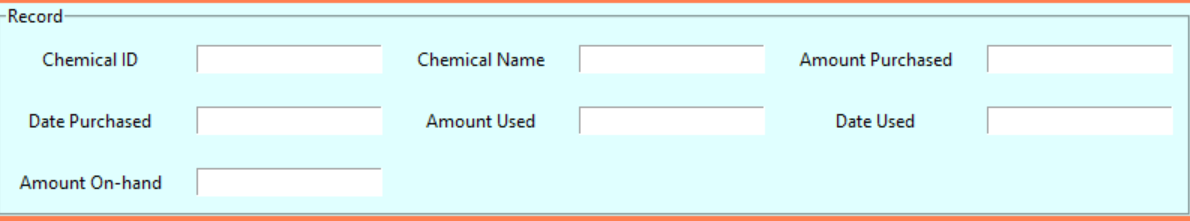 Record
Chemical ID Chemical Name Amount Purchased
Date Purchased Amount Used Date Used
Amount On-hand